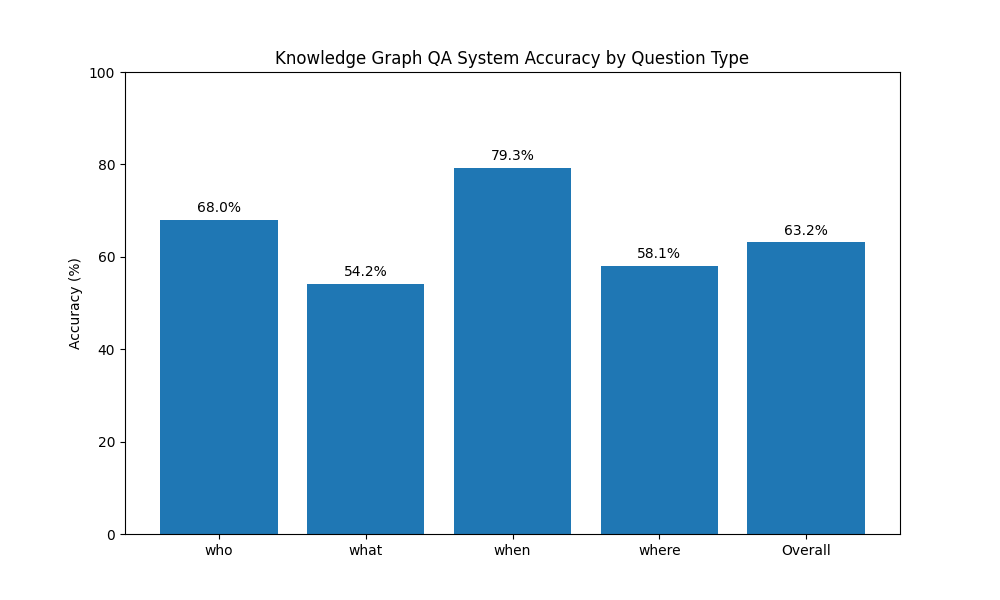 Knowledge Graph QA System Accuracy by Question Type
Accuracy (%)
100
80
60
40
20
0
68.0%
54.2%
79.3%
58.1%
63.2%
who
what
when
where
Overall